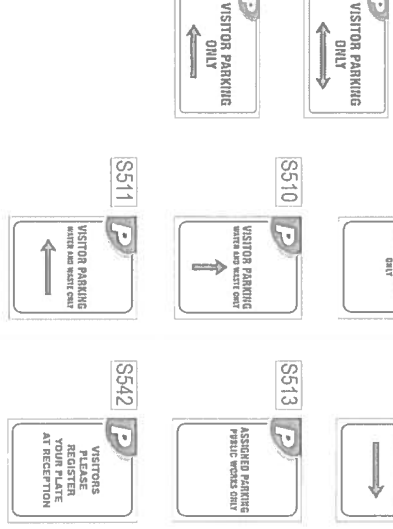 P
VISITOR PARKING
ONLY
ONLY
P
VISITOR PARKING
ONLY
S510
P
VISITOR PARKING
WATER AND WASTE ONLY
S513
P
ASSIGNED PARKING
PUBLIC WORKS ONLY
S511
P
VISITOR PARKING
WATER AND WASTE ONLY
S542
P
VISITORS
PLEASE
REGISTER
YOUR PLATE
AT RECEPTION